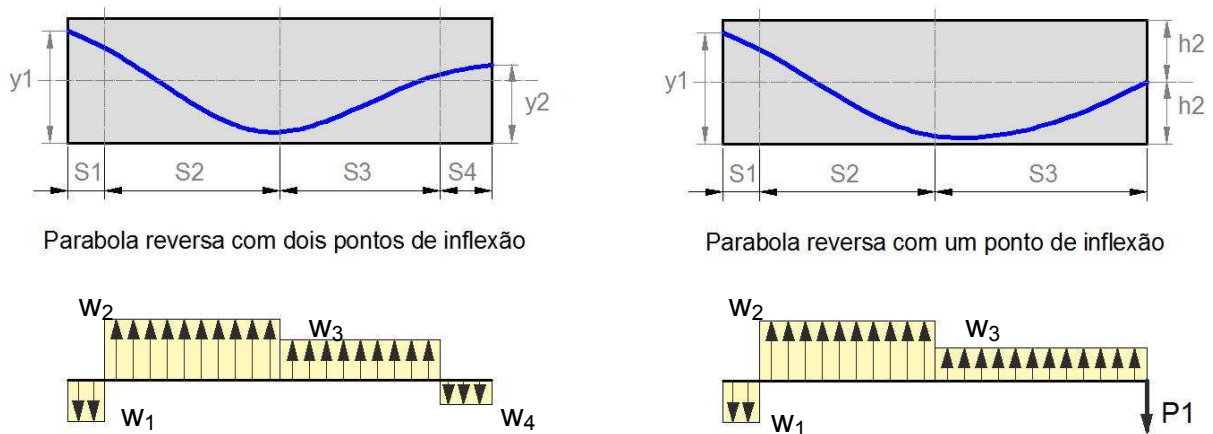 y1
y2
S1
S2
S3
S4
Parabola reversa com dois pontos de inflexão
w2
w3
w1
w4
y1
h2
h2
S1
S2
S3
Parabola reversa com um ponto de inflexão
w2
w3
w1
P1